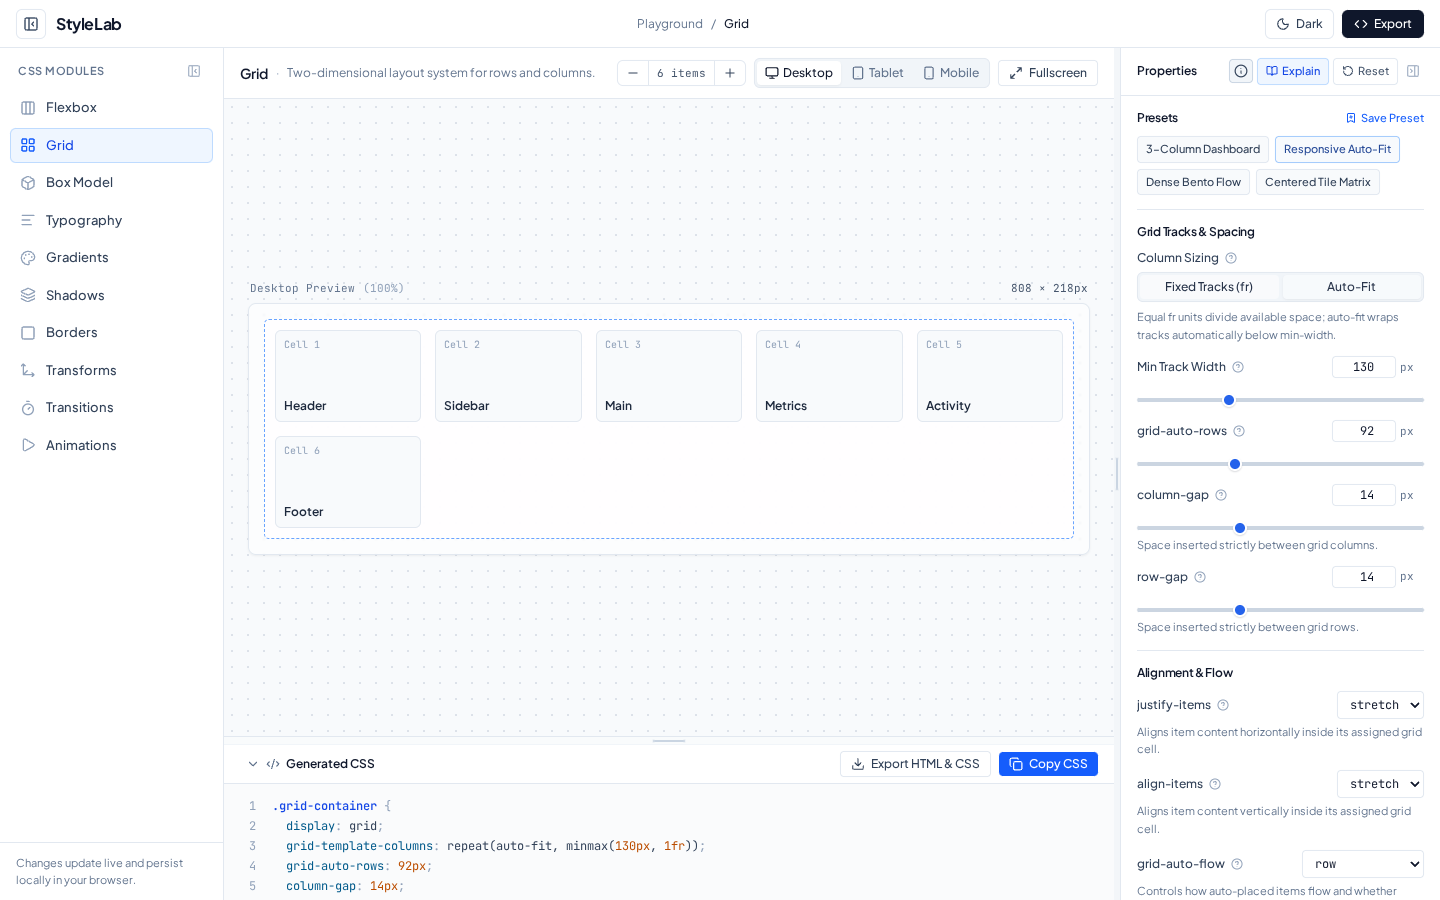 StyleLab
Playground / Grid
Dark
Export
CSS MODULES
Flexbox
Grid
Box Model
Typography
Gradients
Shadows
Borders
Transforms
Transitions
Animations
Changes update live and persist
locally in your browser.
Grid · Two-dimensional layout system for rows and columns.
6 items
Desktop
Tablet
Mobile
Fullscreen
Desktop Preview (100%)
808 × 218px
Cell 1
Header
Cell 2
Sidebar
Cell 3
Main
Cell 4
Metrics
Cell 5
Activity
Cell 6
Footer
Generated CSS
Export HTML & CSS
Copy CSS
1 .grid-container {
2 display: grid;
3 grid-template-columns: repeat(auto-fit, minmax(130px, 1fr));
4 grid-auto-rows: 92px;
5 column-gap: 14px;
Properties
Explain
Reset
Presets
Save Preset
3-Column Dashboard
Responsive Auto-Fit
Dense Bento Flow
Centered Tile Matrix
Grid Tracks & Spacing
Column Sizing
Fixed Tracks (fr)
Auto-Fit
Equal fr units divide available space; auto-fit wraps
tracks automatically below min-width.
Min Track Width
130 px
grid-auto-rows
92 px
column-gap
14 px
Space inserted strictly between grid columns.
row-gap
14 px
Space inserted strictly between grid rows.
Alignment & Flow
justify-items
stretch
Aligns item content horizontally inside its assigned grid
cell.
align-items
stretch
Aligns item content vertically inside its assigned grid
cell.
grid-auto-flow
row
Controls how auto-placed items flow and whether